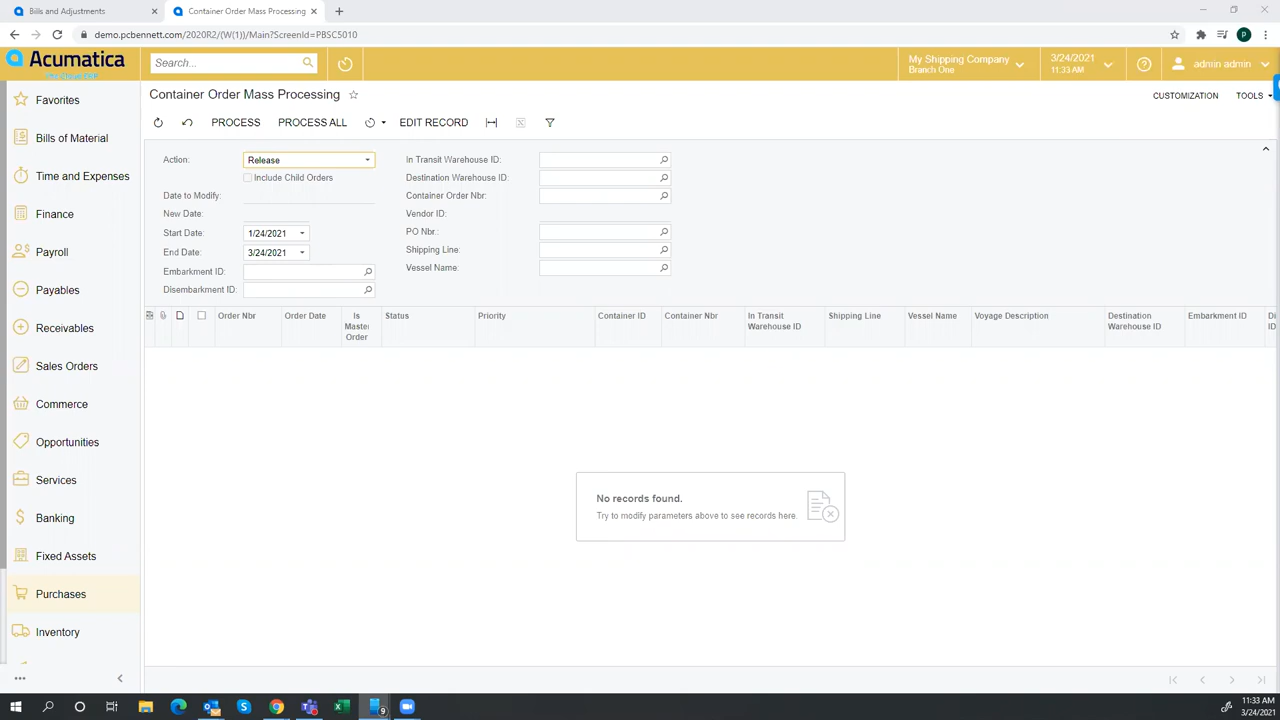 Bills and Adjustments
Container Order Mass Processing
demo.pcbennett.com/2020R2/(W(1))/Main?ScreenId=PBSC5010
P
Acumatica
Search...
My Shipping Company
Branch One
3/24/2021
11:33 AM
admin admin
Favorites
Bills of Material
Time and Expenses
Finance
Payroll
Payables
Receivables
Sales Orders
Commerce
Opportunities
Services
Banking
Fixed Assets
Purchases
Inventory
Container Order Mass Processing
CUSTOMIZATION TOOLS
PROCESS PROCESS ALL EDIT RECORD
Action: Release
Include Child Orders
Date to Modify:
New Date:
Start Date: 1/24/2021
End Date: 3/24/2021
Embarkment ID:
Disembarkment ID:
In Transit Warehouse ID:
Destination Warehouse ID:
Container Order Nbr:
Vendor ID:
PO Nbr.:
Shipping Line:
Vessel Name:
Order Nbr
Order Date
Is
Master
Order
Status
Priority
Container ID
Container Nbr
In Transit
Warehouse ID
Shipping Line
Vessel Name
Voyage Description
Destination
Warehouse ID
Embarkment ID
Di
ID
No records found.
Try to modify parameters above to see records here.
9
11:33 AM
3/24/2021